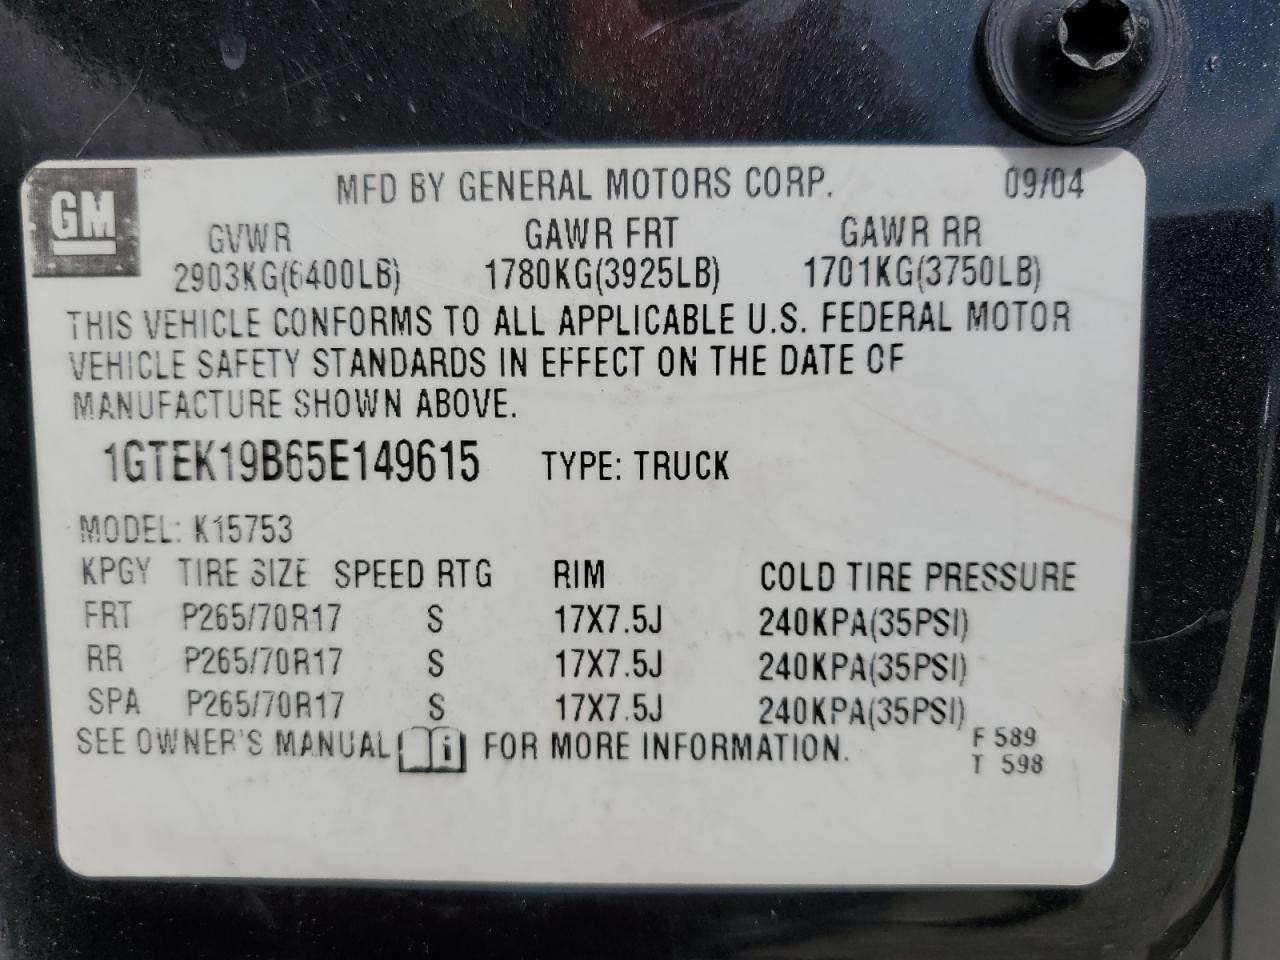 GM
MFD BY GENERAL MOTORS CORP. 09/04
GVWR GAWR FRT GAWR RR
2903KG(6400LB) 1780KG(3925LB) 1701KG(3750LB)
THIS VEHICLE CONFORMS TO ALL APPLICABLE U.S. FEDERAL MOTOR
VEHICLE SAFETY STANDARDS IN EFFECT ON THE DATE OF
MANUFACTURE SHOWN ABOVE.
1GTEK19B65E149615 TYPE: TRUCK
MODEL: K15753
KPGY TIRE SIZE SPEED RTG RIM COLD TIRE PRESSURE
FRT P265/70R17 S 17X7.5J 240KPA(35PSI)
RR P265/70R17 S 17X7.5J 240KPA(35PSI)
SPA P265/70R17 S 17X7.5J 240KPA(35PSI)
SEE OWNER'S MANUAL i FOR MORE INFORMATION. F 589
T 598